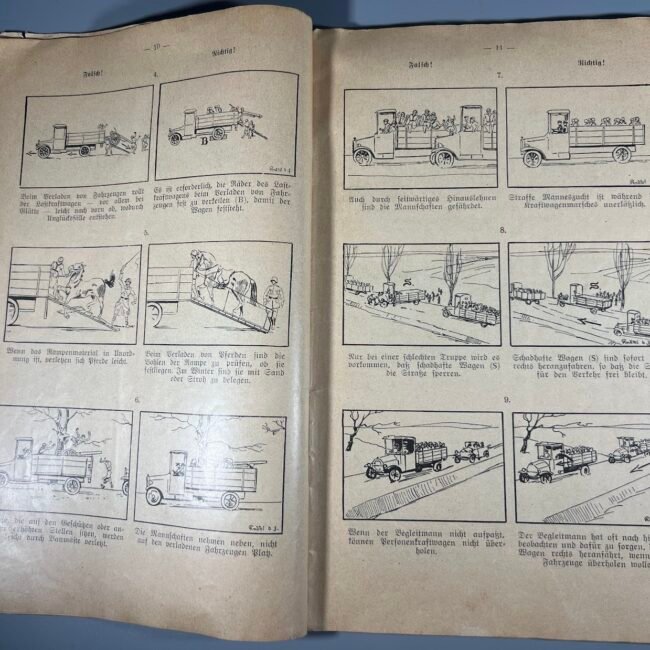 — 10 —
Falsch!
Richtig!
4.
B
Beim Verladen von Fahrzeugen rollt
der Lastkraftwagen — vor allem bei
Glätte — leicht nach vorn ab, wodurch
Unglücksfälle entstehen.
Es ist erforderlich, die Räder des Last-
kraftwagens beim Verladen von Fahr-
zeugen fest zu verkeilen (B), damit der
Wagen feststeht.
5.
Wenn das Rampenmaterial in Unord-
nung ist, verletzen sich Pferde leicht.
Beim Verladen von Pferden sind die
Bohlen der Rampe zu prüfen, ob sie
festliegen. Im Winter sind sie mit Sand
oder Stroh zu belegen.
6.
die auf den Geschützen oder an-
erhöhten Stellen sitzen, werden
leicht durch Baumäste verletzt.
Die Mannschaften nehmen neben, nicht
auf den verladenen Fahrzeugen Platz.
— 11 —
Falsch!
Richtig!
7.
Auch durch seitwärtiges Hinauslehnen
sind die Mannschaften gefährdet.
Straffe Manneszucht ist während
Kraftwagenmarsches unerläßlich.
8.
S
S
Nur bei einer schlechten Truppe wird es
vorkommen, daß schadhafte Wagen (S)
die Straße sperren.
Schadhafte Wagen (S) sind sofort
rechts heranzufahren, so daß die S
für den Verkehr frei bleibt.
9.
Wenn der Begleitmann nicht aufpaßt,
können Personenkraftwagen nicht über-
holen.
Der Begleitmann hat oft nach hi
beobachten und dafür zu sorgen,
Wagen rechts heranfährt, wenn
Fahrzeuge überholen wolle